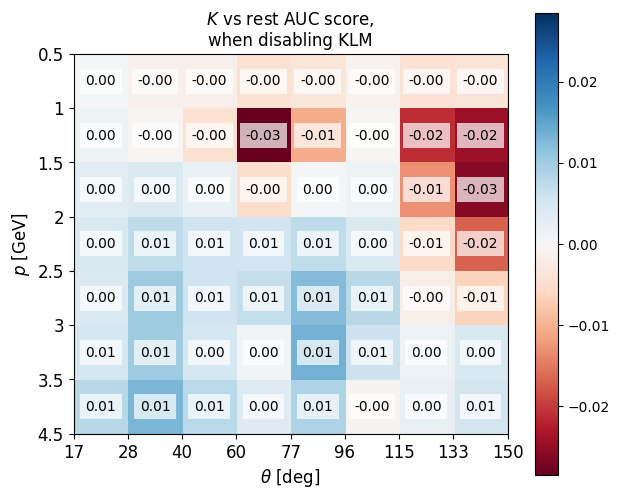 K vs rest AUC score,
when disabling KLM
0.5
0.00 -0.00 -0.00 -0.00 -0.00 -0.00 -0.00 -0.00
1
0.00 -0.00 -0.00 -0.03 -0.01 -0.00 -0.02 -0.02
1.5
0.00 0.00 0.00 -0.00 0.00 0.00 -0.01 -0.03
2
0.00 0.01 0.01 0.01 0.01 0.00 -0.01 -0.02
2.5
0.00 0.01 0.01 0.01 0.01 0.01 -0.00 -0.01
3
0.01 0.01 0.00 0.00 0.01 0.01 0.00 0.00
3.5
0.01 0.01 0.01 0.00 0.01 -0.00 0.00 0.01
4.5
p [GeV]
17 28 40 60 77 96 115 133 150
θ [deg]
0.02
0.01
0.00
−0.01
−0.02